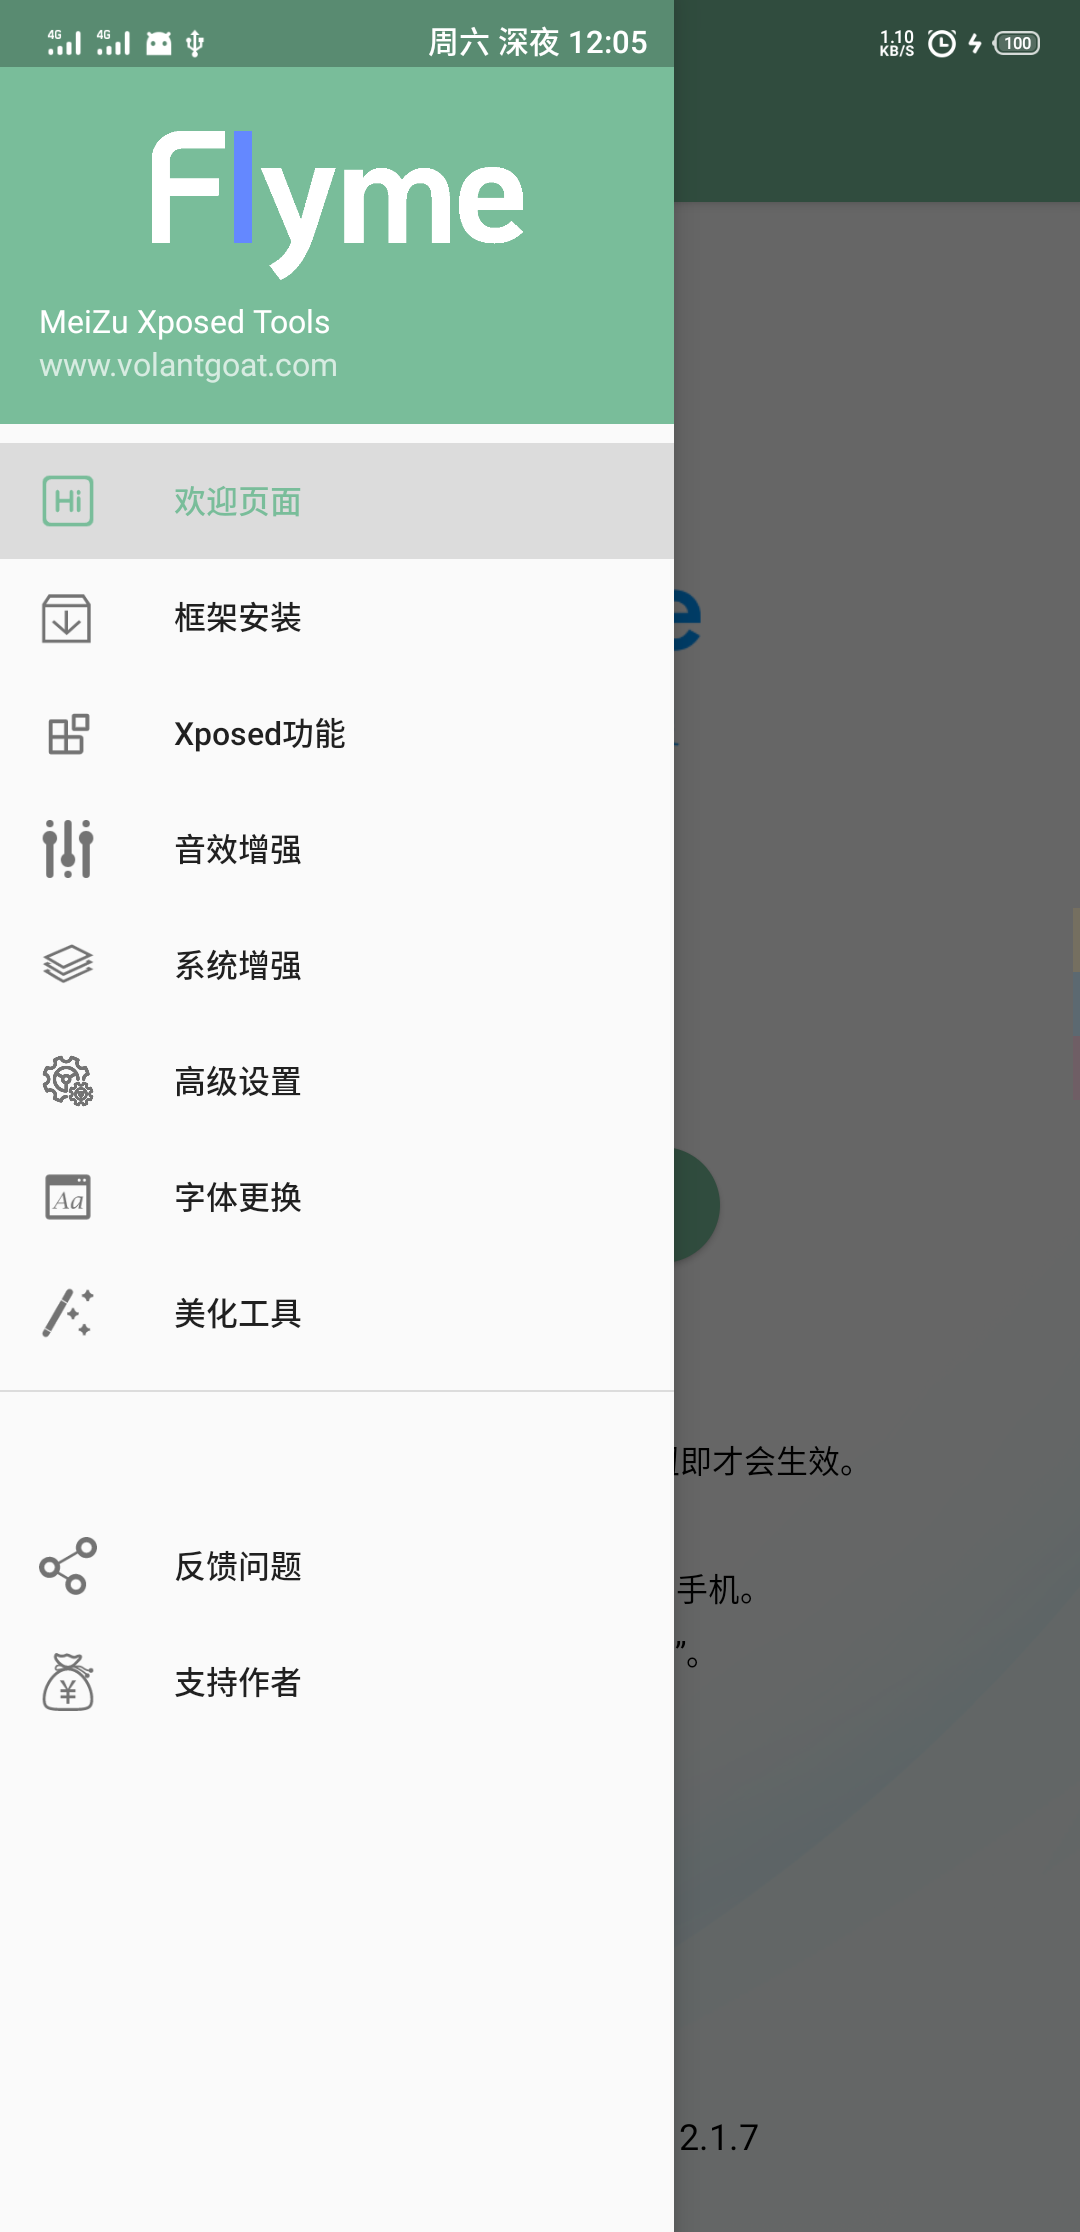 4G 4G 周六 深夜 12:05 1.10 KB/S 100
Flyme
MeiZu Xposed Tools
www.volantgoat.com
Hi 欢迎页面
框架安装
Xposed功能
音效增强
系统增强
高级设置
Aa 字体更换
美化工具
即才会生效。
手机。
”。
反馈问题
¥ 支持作者
2.1.7
e